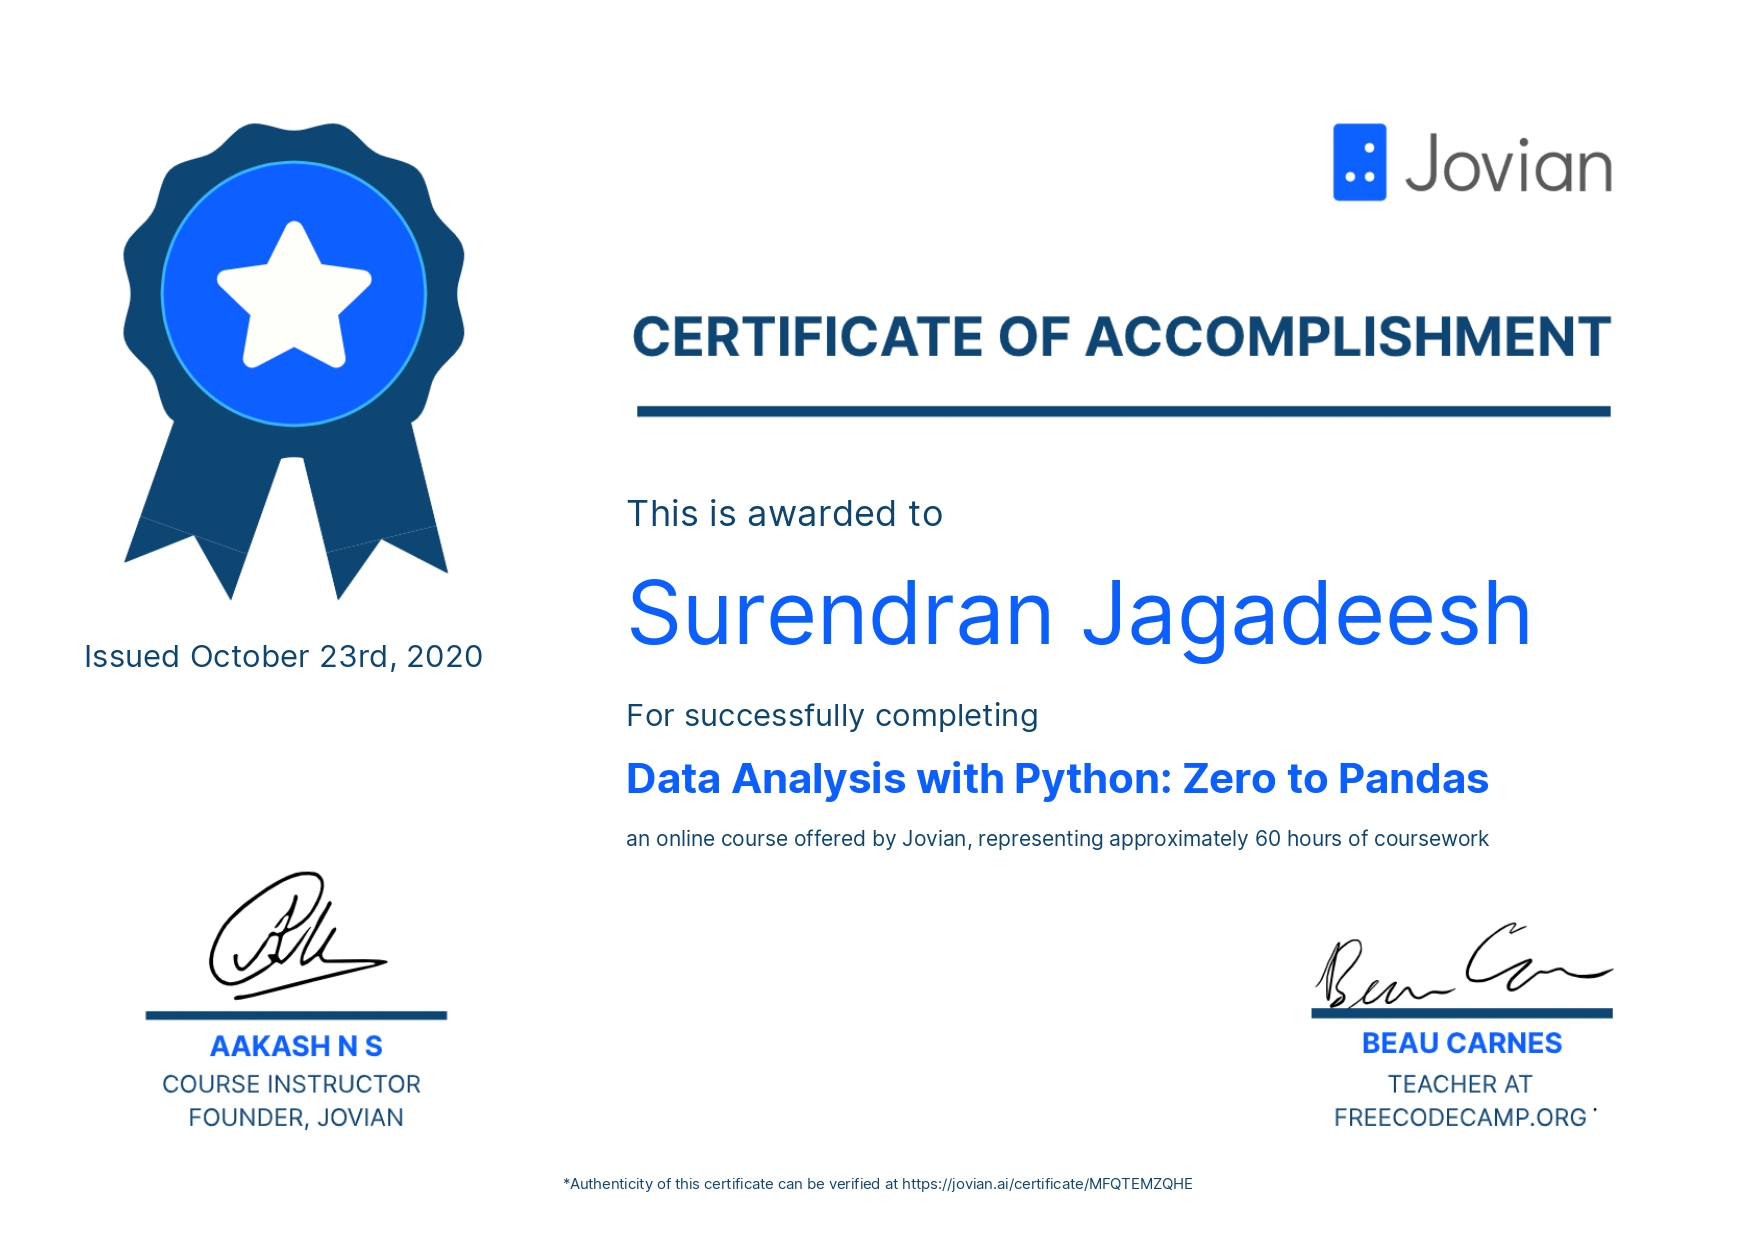 Jovian
CERTIFICATE OF ACCOMPLISHMENT
This is awarded to
Surendran Jagadeesh
Issued October 23rd, 2020
For successfully completing
Data Analysis with Python: Zero to Pandas
an online course offered by Jovian, representing approximately 60 hours of coursework
Beau Carnes
AAKASH N S
COURSE INSTRUCTOR
FOUNDER, JOVIAN
BEAU CARNES
TEACHER AT
FREECODECAMP.ORG
*Authenticity of this certificate can be verified at https://jovian.ai/certificate/MFQTEMZQHE